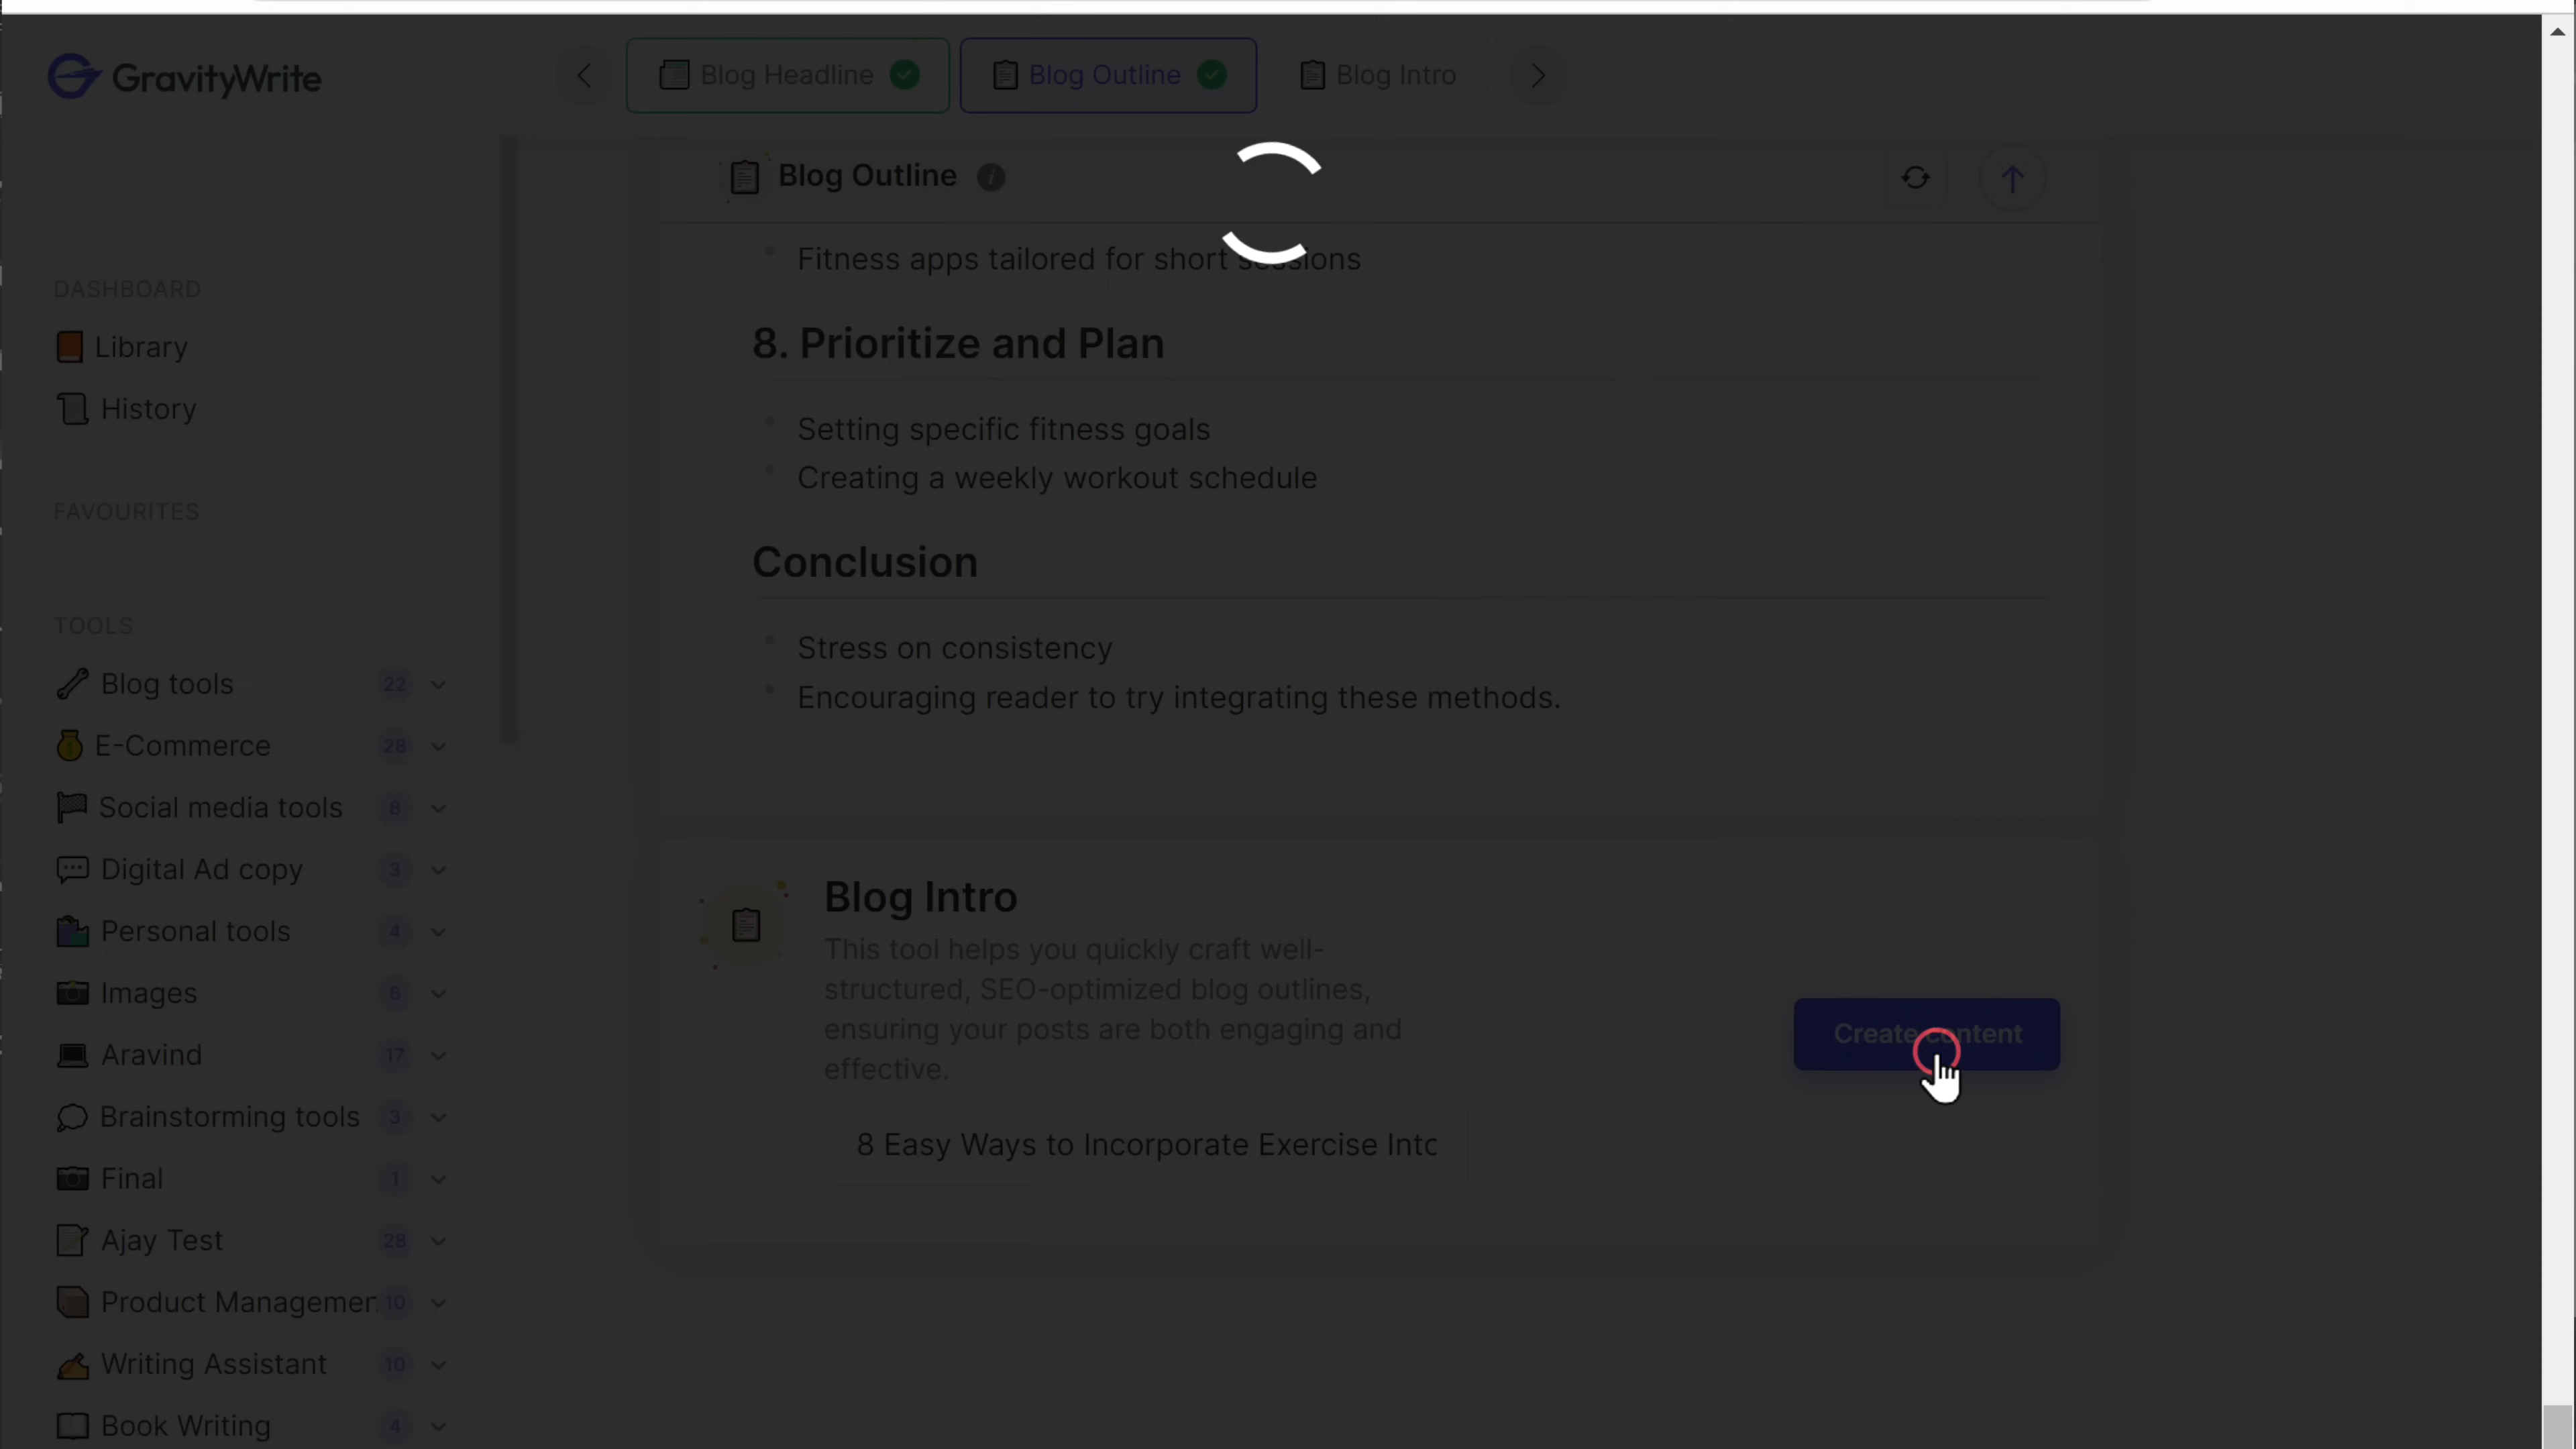 GravityWrite
Blog Headline
Blog Outline
Blog Intro
Blog Outline
Fitness apps tailored for short sessions
8. Prioritize and Plan
Setting specific fitness goals
Creating a weekly workout schedule
Conclusion
Stress on consistency
Encouraging reader to try integrating these methods.
Blog Intro
This tool helps you quickly craft well-
structured, SEO-optimized blog outlines,
ensuring your posts are both engaging and
effective.
Create content
8 Easy Ways to Incorporate Exercise Into
DASHBOARD
Library
History
FAVOURITES
TOOLS
Blog tools 22
E-Commerce 28
Social media tools 8
Digital Ad copy 3
Personal tools 4
Images 6
Aravind 17
Brainstorming tools 3
Final 1
Ajay Test 28
Product Managemen 10
Writing Assistant 10
Book Writing 4